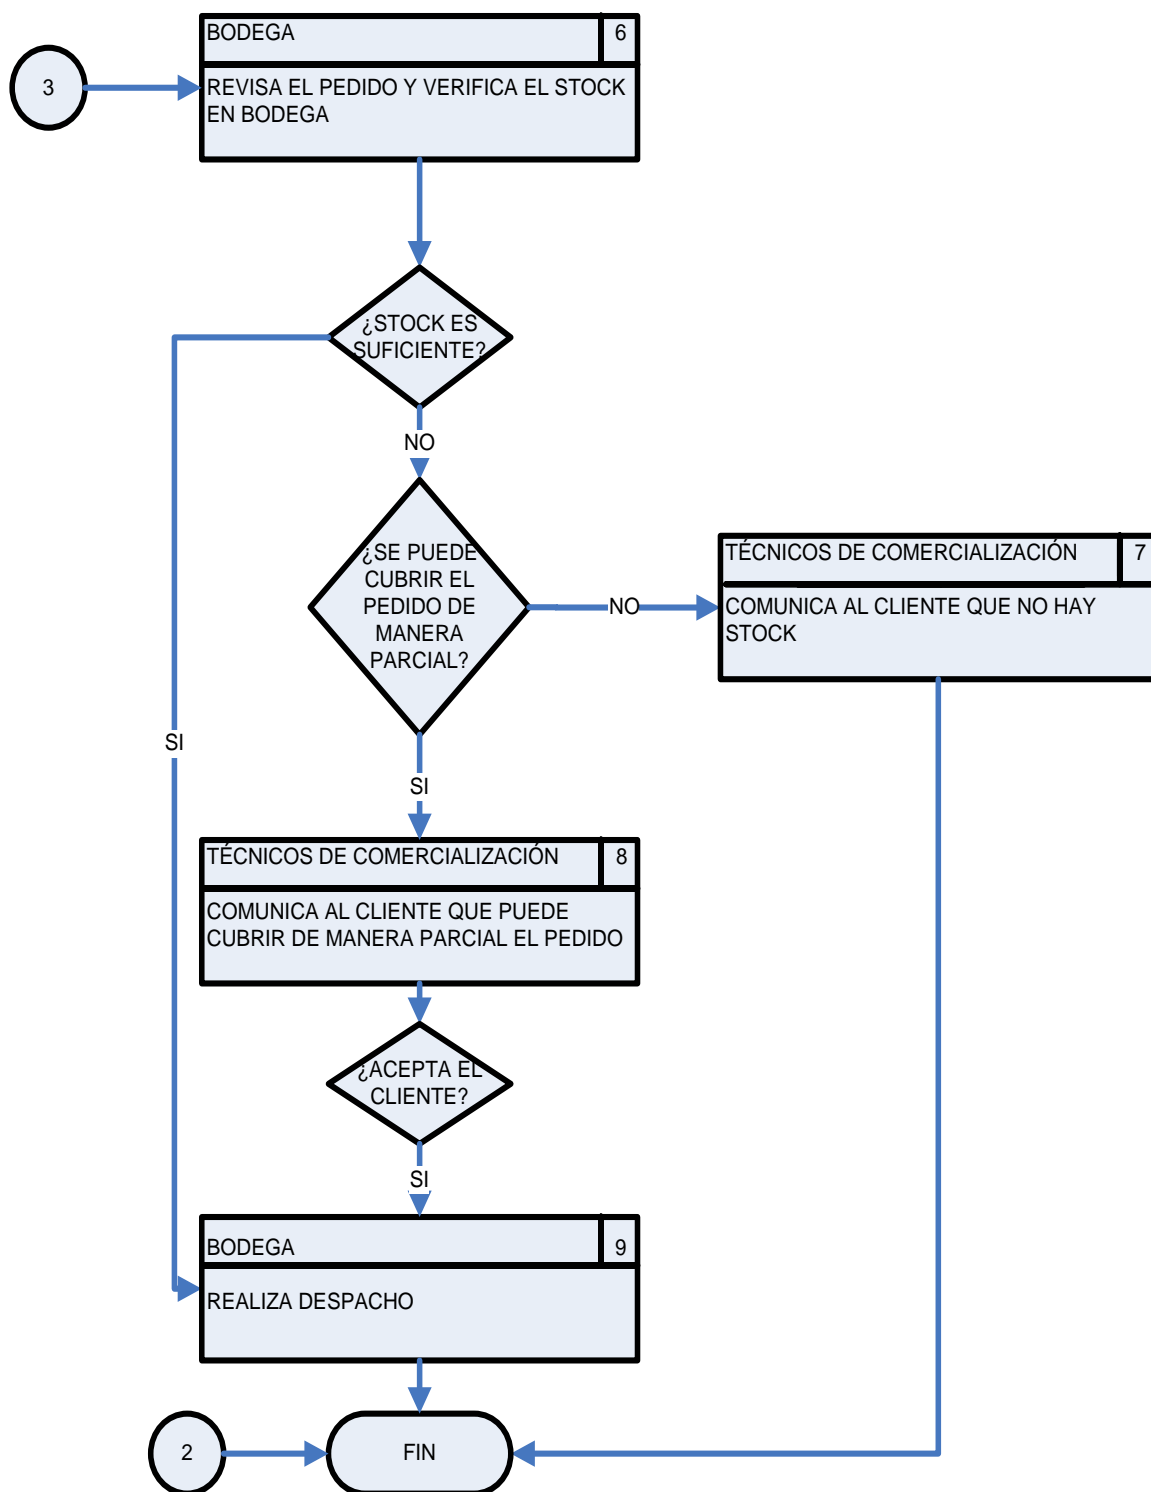 BODEGA 6
3
REVISA EL PEDIDO Y VERIFICA EL STOCK
EN BODEGA
¿STOCK ES
SUFICIENTE?
NO
¿SE PUEDE
CUBRIR EL
PEDIDO DE
MANERA
PARCIAL?
NO
TÉCNICOS DE COMERCIALIZACIÓN 7
COMUNICA AL CLIENTE QUE NO HAY
STOCK
SI
SI
TÉCNICOS DE COMERCIALIZACIÓN 8
COMUNICA AL CLIENTE QUE PUEDE
CUBRIR DE MANERA PARCIAL EL PEDIDO
¿ACEPTA EL
CLIENTE?
SI
BODEGA 9
REALIZA DESPACHO
2
FIN